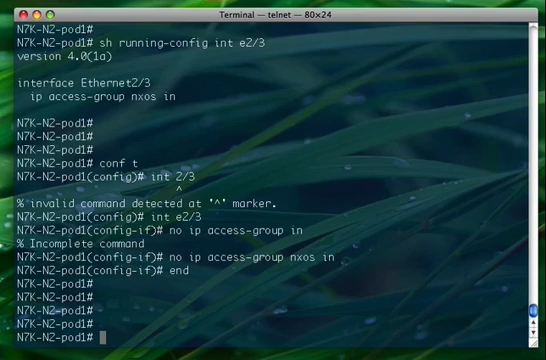 Terminal — telnet — 80×24
N7K-N2-pod1#
N7K-N2-pod1# sh running-config int e2/3
version 4.0(1a)
interface Ethernet2/3
ip access-group nxos in
N7K-N2-pod1#
N7K-N2-pod1#
N7K-N2-pod1#
N7K-N2-pod1# conf t
N7K-N2-pod1(config)# int 2/3
^
% invalid command detected at '^' marker.
N7K-N2-pod1(config)# int e2/3
N7K-N2-pod1(config-if)# no ip access-group in
% Incomplete command
N7K-N2-pod1(config-if)# no ip access-group nxos in
N7K-N2-pod1(config-if)# end
N7K-N2-pod1#
N7K-N2-pod1#
N7K-N2-pod1#
N7K-N2-pod1#
N7K-N2-pod1#